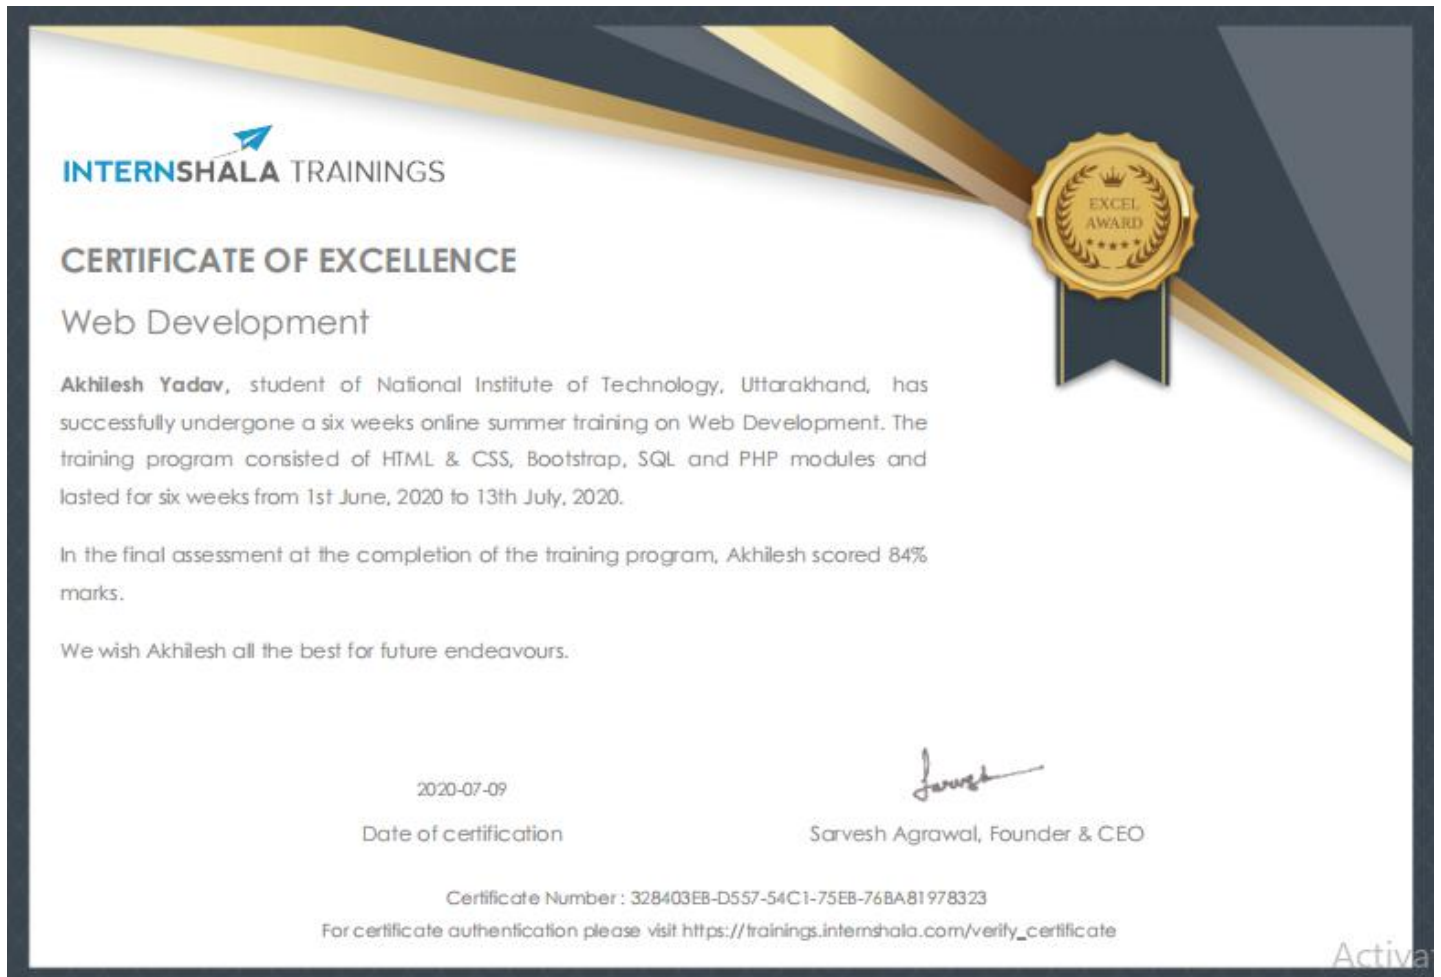 INTERNSHALA TRAININGS
EXCEL
AWARD
CERTIFICATE OF EXCELLENCE
Web Development
Akhilesh Yadav, student of National Institute of Technology, Uttarakhand, has
successfully undergone a six weeks online summer training on Web Development. The
training program consisted of HTML & CSS, Bootstrap, SQL and PHP modules and
lasted for six weeks from 1st June, 2020 to 13th July, 2020.
In the final assessment at the completion of the training program, Akhilesh scored 84%
marks.
We wish Akhilesh all the best for future endeavours.
2020-07-09
Sarvesh
Date of certification
Sarvesh Agrawal, Founder & CEO
Certificate Number : 328403EB-D557-54C1-75EB-76BA81978323
For certificate authentication please visit https://trainings.internshala.com/verify_certificate
Activa